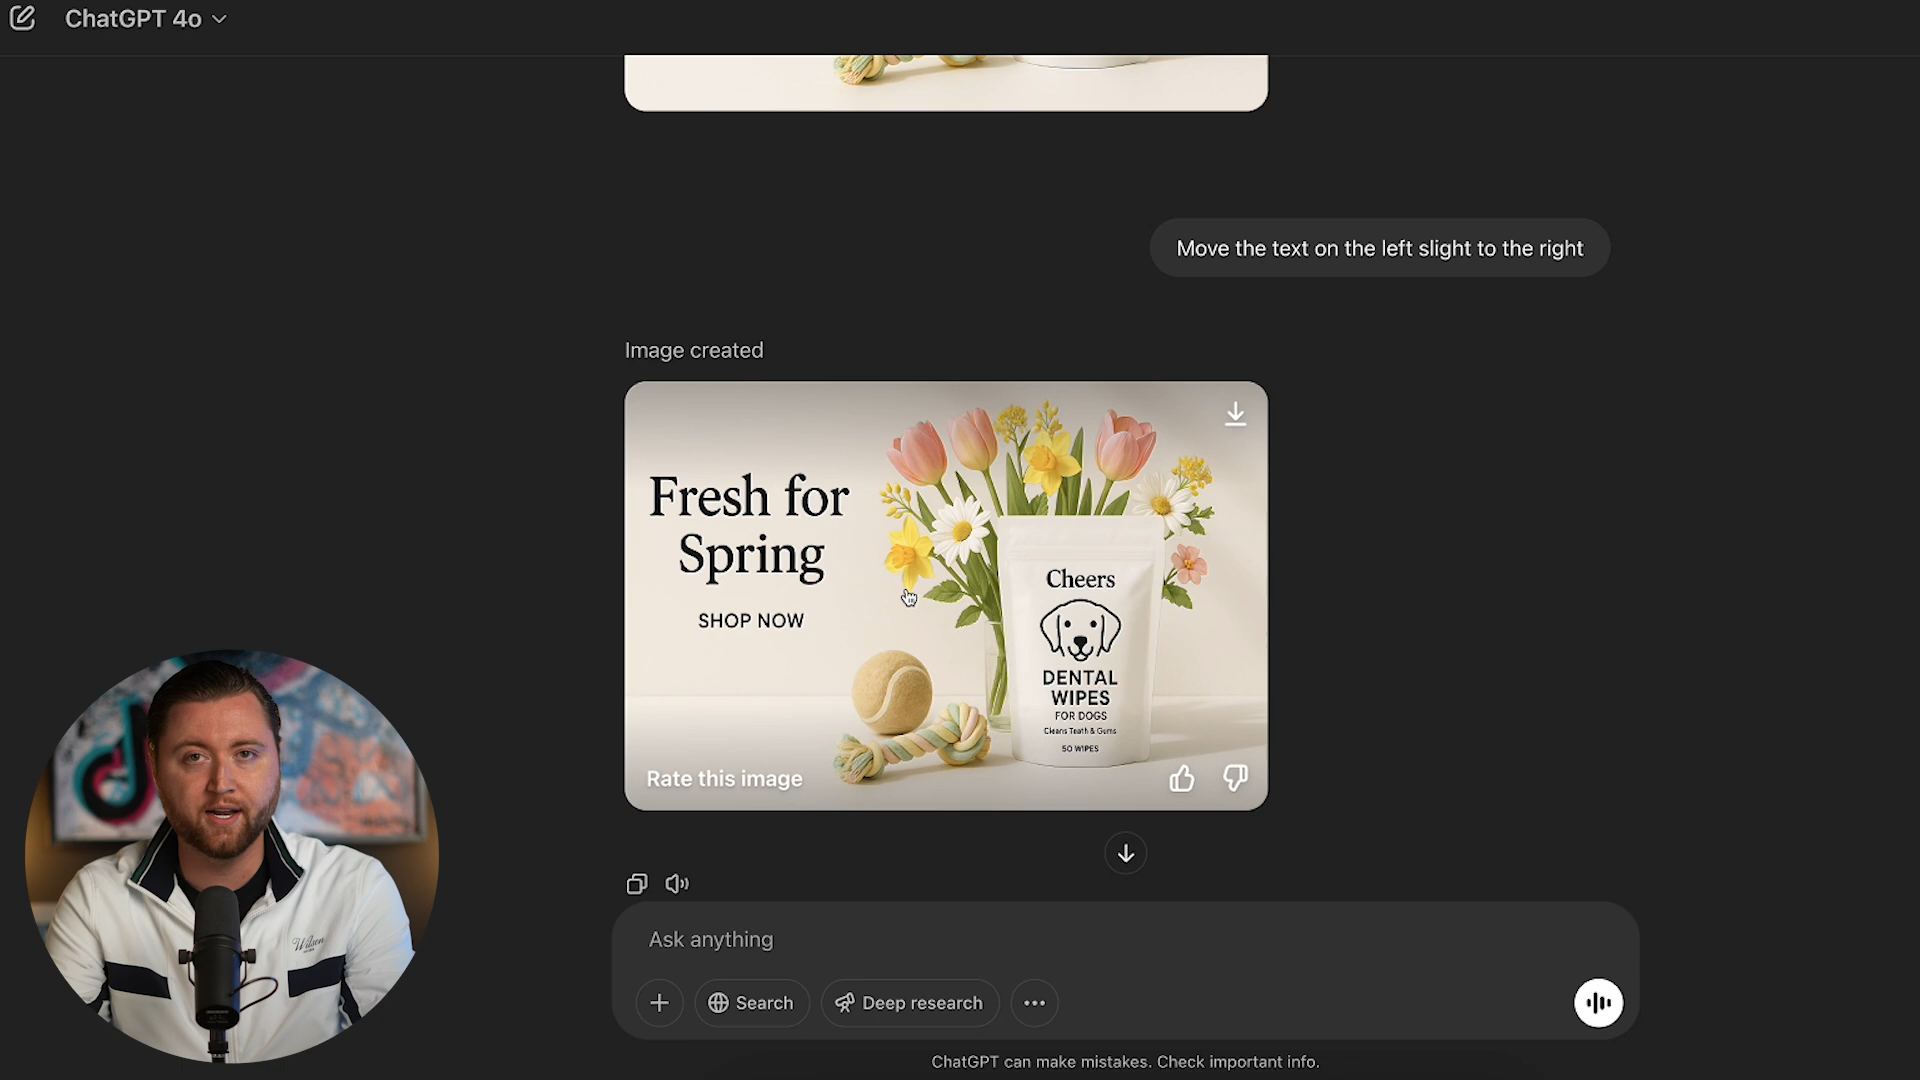 ChatGPT 4o
Move the text on the left slight to the right
Image created
Fresh for
Spring
SHOP NOW
Cheers
DENTAL
WIPES
FOR DOGS
Cleans Teath & Gums
50 WIPES
Rate this image
Wilson
Ask anything
Search
Deep research
ChatGPT can make mistakes. Check important info.